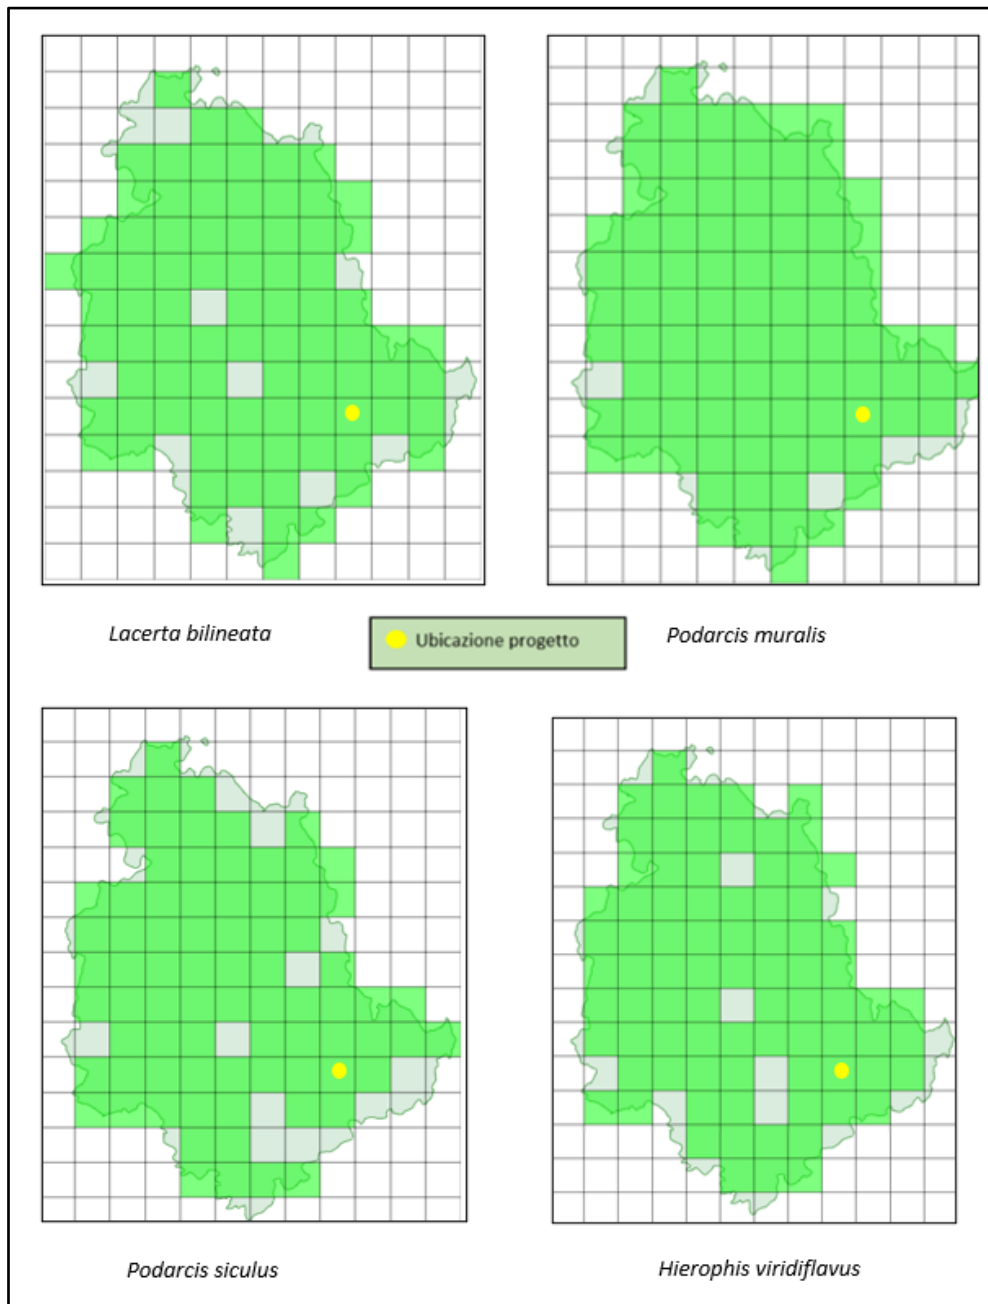 Lacerta bilineata
Ubicazione progetto
Podarcis muralis
Podarcis siculus
Hierophis viridiflavus